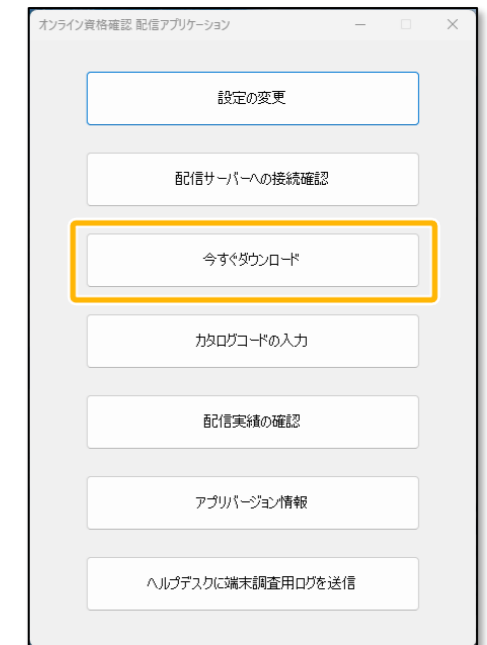 オンライン資格確認 配信アプリケーション
設定の変更
配信サーバーへの接続確認
今すぐダウンロード
カタログコードの入力
配信実績の確認
アプリバージョン情報
ヘルプデスクに端末調査用ログを送信